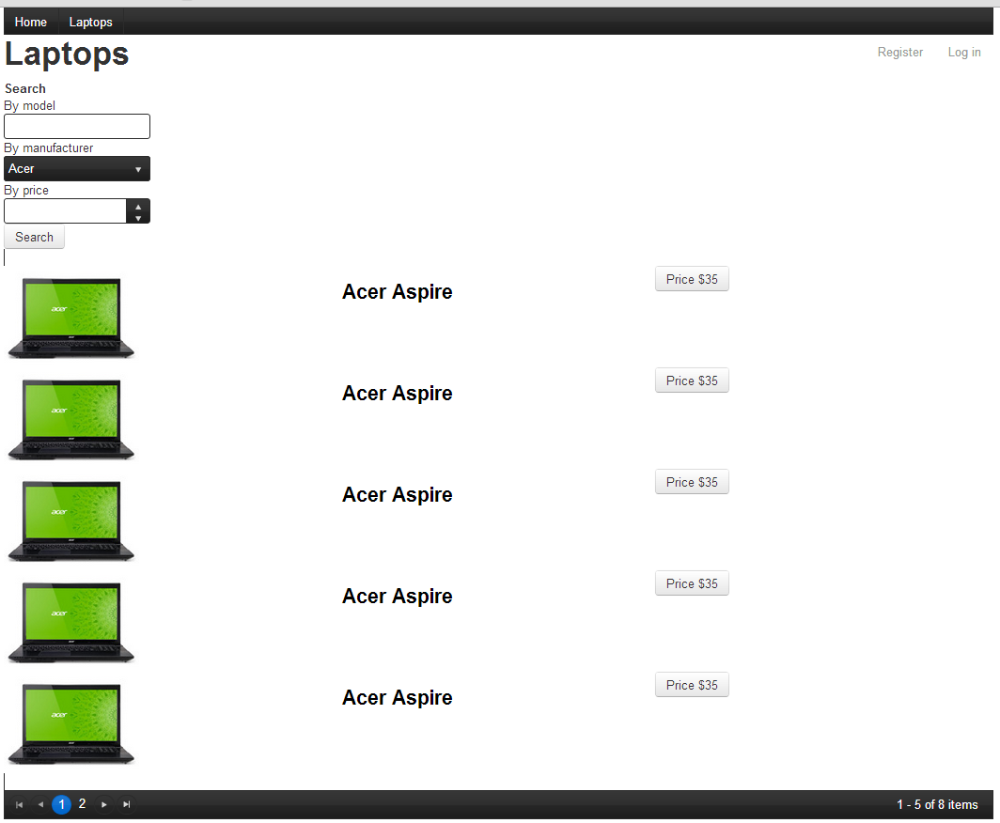 Home Laptops
Laptops
Register Log in
Search
By model
By manufacturer
Acer
By price
Search
acer
Acer Aspire
Price $35
acer
Acer Aspire
Price $35
acer
Acer Aspire
Price $35
acer
Acer Aspire
Price $35
acer
Acer Aspire
Price $35
1 2
1 - 5 of 8 items